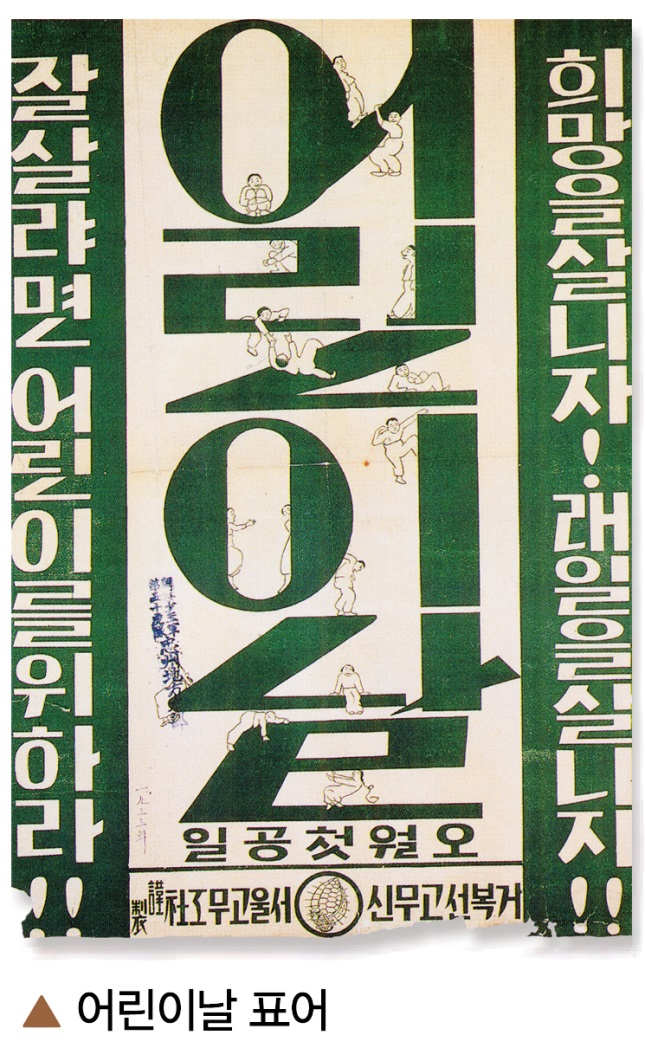 희망을살니자! 래일을살니자!!
어린이날
잘살랴면 어린이를위하라!!
오월첫공일
거복선고무신 서울고무工社 謹製
▲ 어린이날 표어